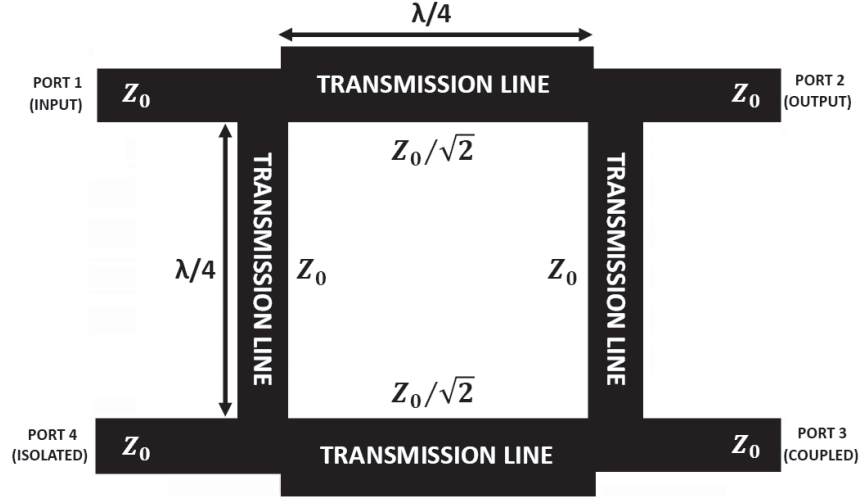 λ/4
PORT 1
(INPUT)
Z₀
TRANSMISSION LINE
Z₀
PORT 2
(OUTPUT)
Z₀/√2
TRANSMISSION LINE
λ/4
Z₀
Z₀
TRANSMISSION LINE
Z₀/√2
PORT 4
(ISOLATED)
Z₀
TRANSMISSION LINE
Z₀
PORT 3
(COUPLED)